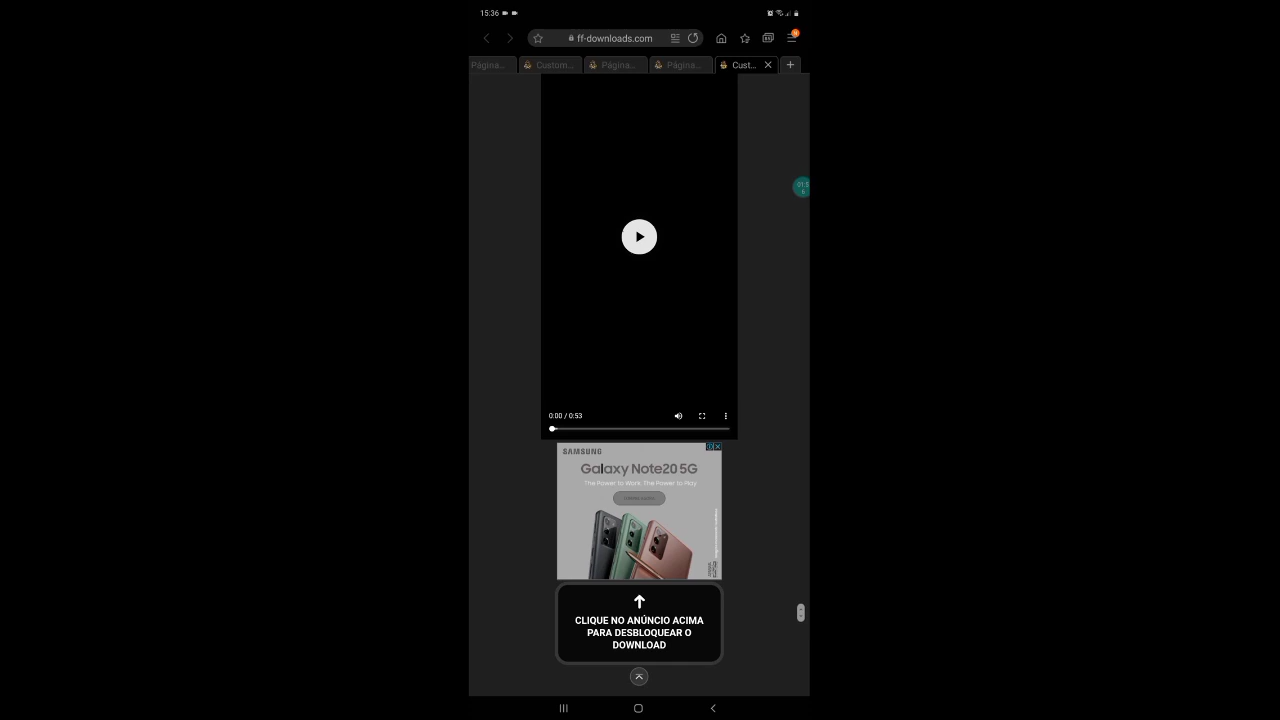 15:36
ff-downloads.com
Página...
Custom...
Página...
Página...
Cust...
0:00 / 0:53
SAMSUNG
Galaxy Note20 5G
The Power to Work. The Power to Play.
CLIQUE NO ANÚNCIO ACIMA
PARA DESBLOQUEAR O
DOWNLOAD